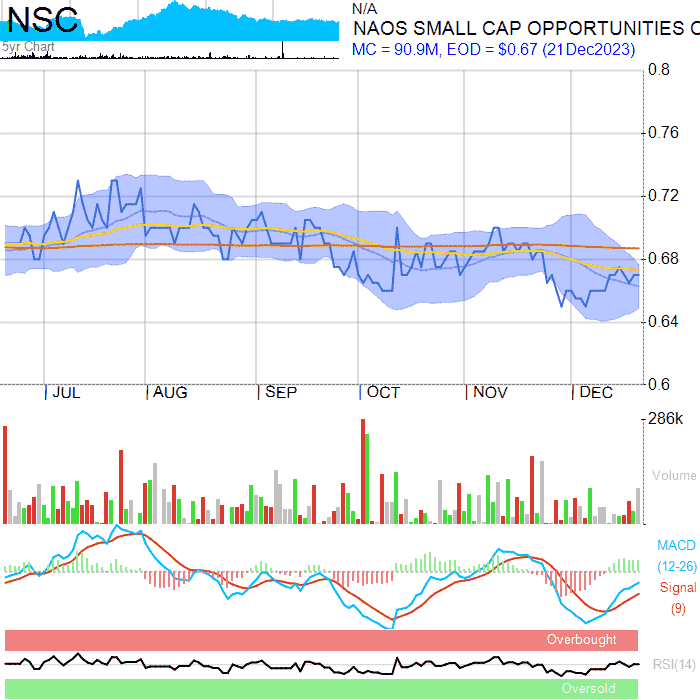 NSC
5yr Chart
N/A
NAOS SMALL CAP OPPORTUNITIES C
MC = 90.9M, EOD = $0.67 (21Dec2023)
0.8
0.76
0.72
0.68
0.64
0.6
JUL AUG SEP OCT NOV DEC
286k
Volume
MACD
(12-26)
Signal
(9)
Overbought
RSI(14)
Oversold